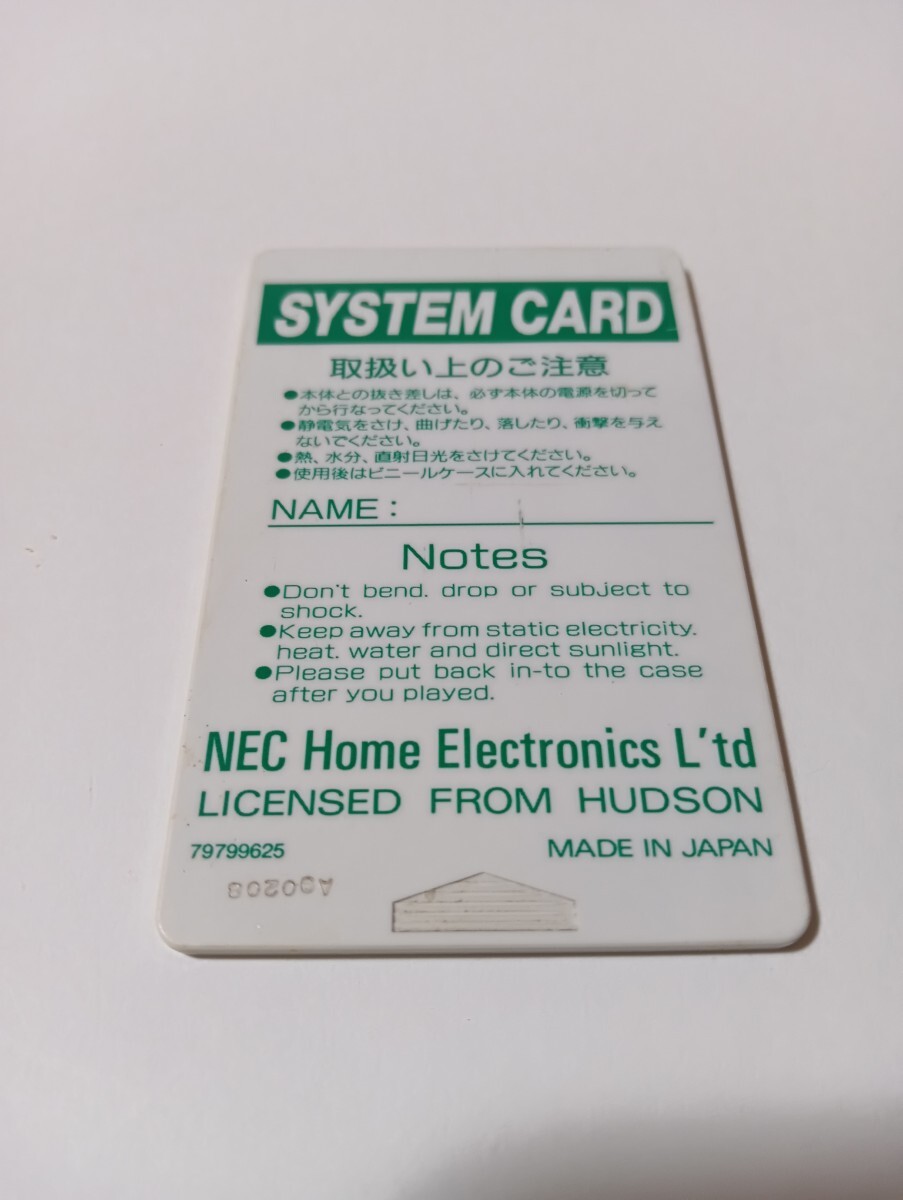 SYSTEM CARD
取扱い上のご注意
●本体との抜き差しは、必ず本体の電源を切って
から行なってください。
●静電気をさけ、曲げたり、落したり、衝撃を与え
ないでください。
●熱、水分、直射日光をさけてください。
●使用後はビニールケースに入れてください。
NAME:
Notes
●Don't bend. drop or subject to
shock.
●Keep away from static electricity.
heat. water and direct sunlight.
●Please put back in-to the case
after you played.
NEC Home Electronics L'td
LICENSED FROM HUDSON
79799625
MADE IN JAPAN